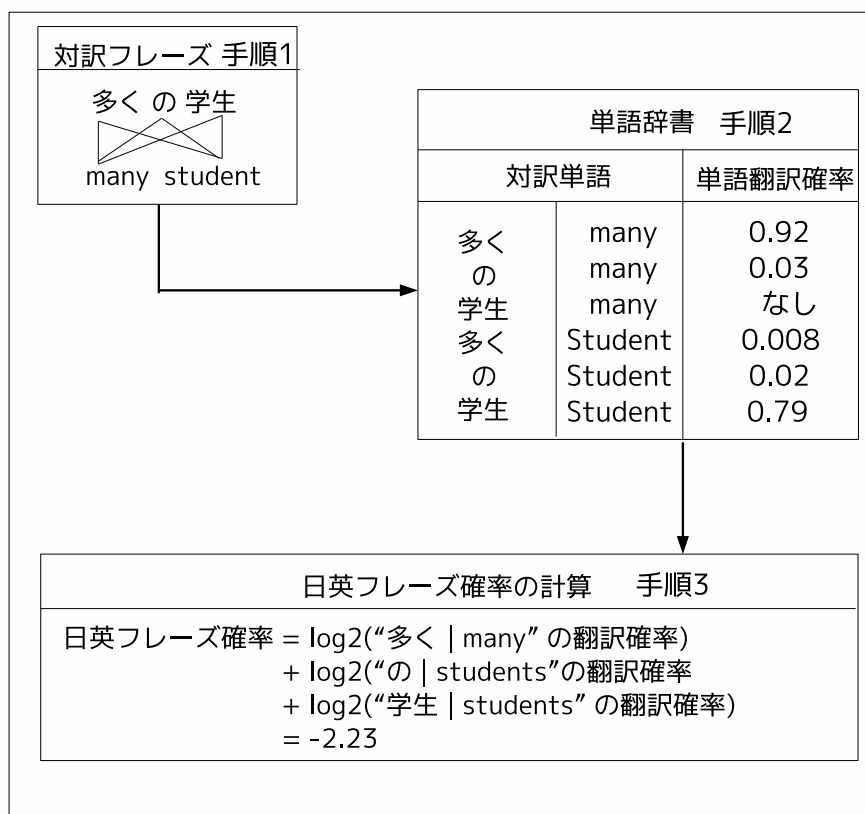 対訳フレーズ 手順1
多く の 学生
many student
単語辞書 手順2
対訳単語 単語翻訳確率
多く many 0.92
の many 0.03
学生 many なし
多く Student 0.008
の Student 0.02
学生 Student 0.79
日英フレーズ確率の計算 手順3
日英フレーズ確率 = log2(“多く | many” の翻訳確率)
+ log2(“の | students”の翻訳確率
+ log2(“学生 | students” の翻訳確率)
= -2.23